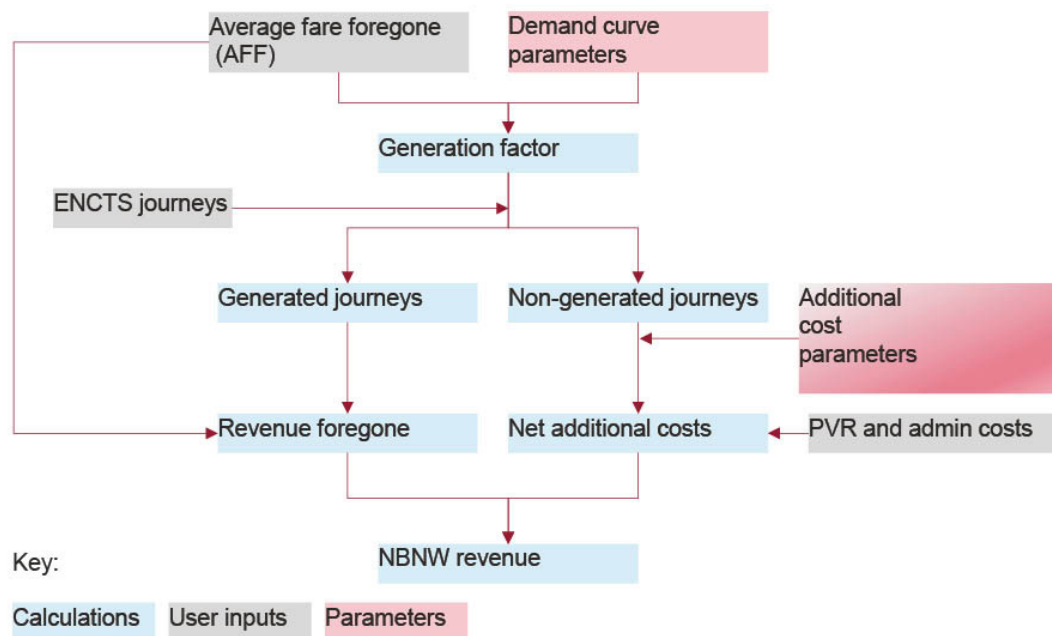 Average fare foregone
(AFF)
Demand curve
parameters
Generation factor
ENCTS journeys
Generated journeys
Non-generated journeys
Additional
cost
parameters
Revenue foregone
Net additional costs
PVR and admin costs
NBNW revenue
Key:
Calculations
User inputs
Parameters